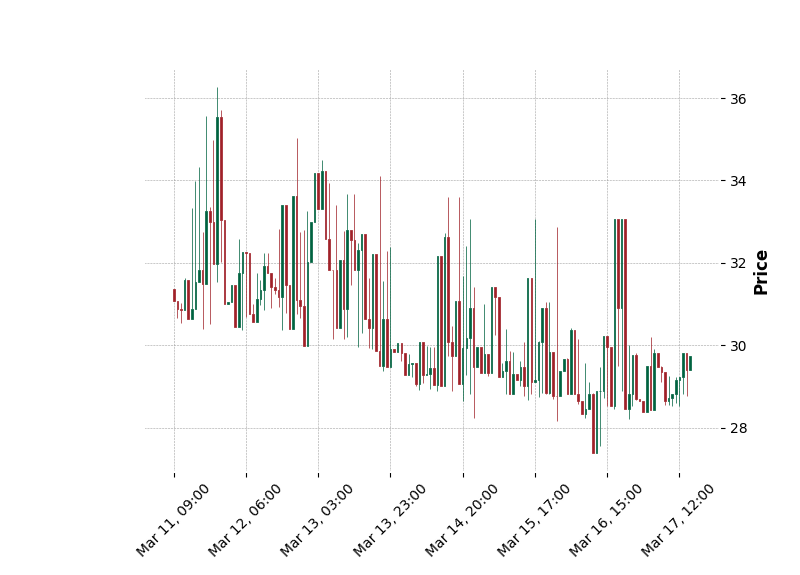 36
34
32
30
28
Price
Mar 11, 09:00
Mar 12, 06:00
Mar 13, 03:00
Mar 13, 23:00
Mar 14, 20:00
Mar 15, 17:00
Mar 16, 15:00
Mar 17, 12:00